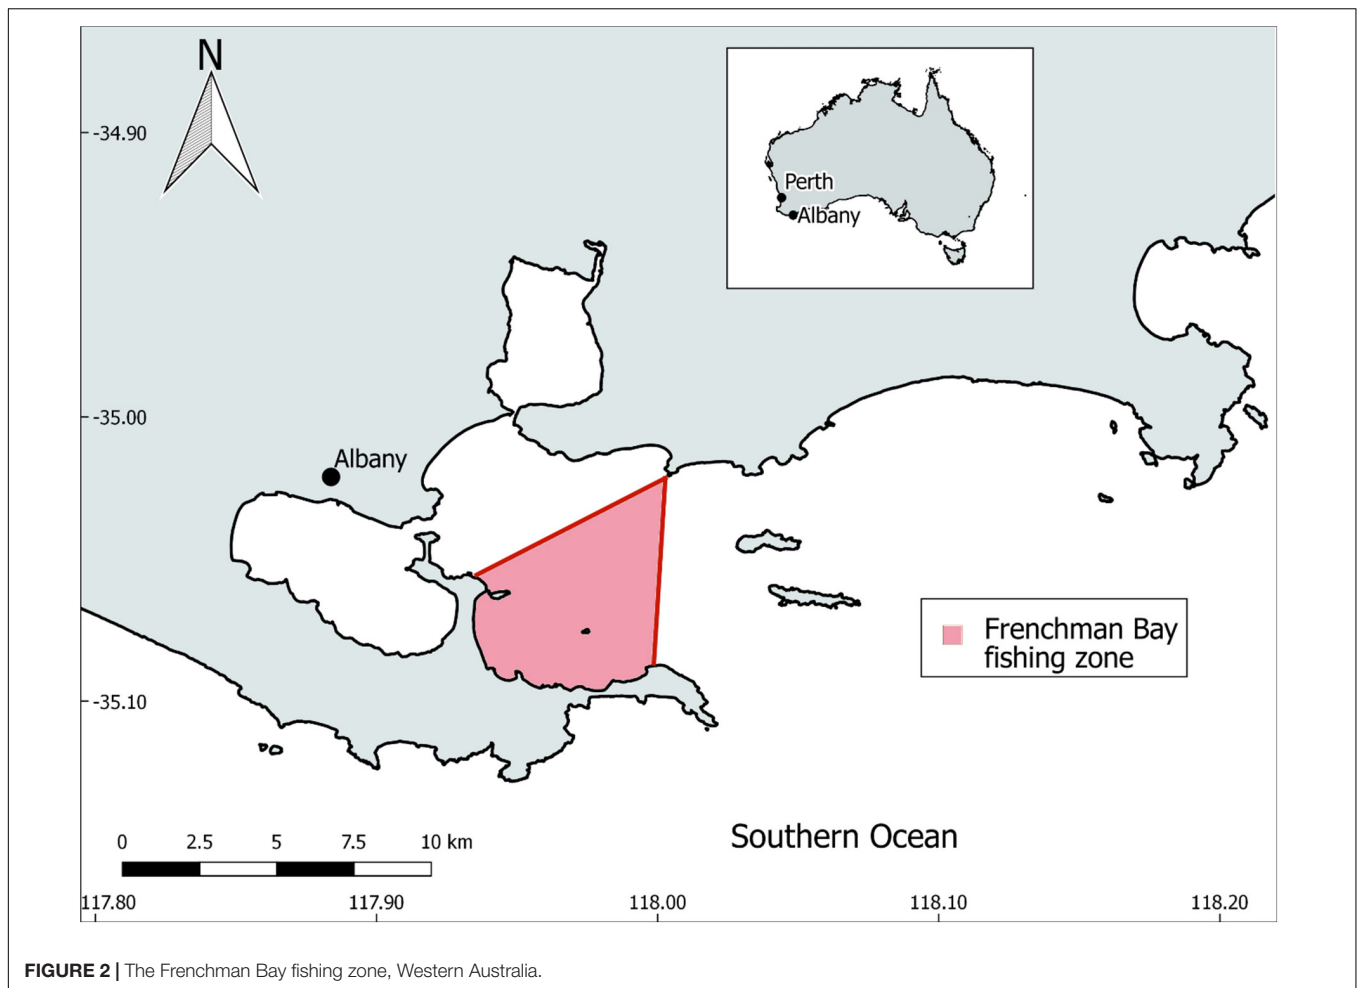 N
-34.90
Perth
Albany
-35.00
Albany
Frenchman Bay
fishing zone
-35.10
0 2.5 5 7.5 10 km
Southern Ocean
117.80 117.90 118.00 118.10 118.20
FIGURE 2 | The Frenchman Bay fishing zone, Western Australia.